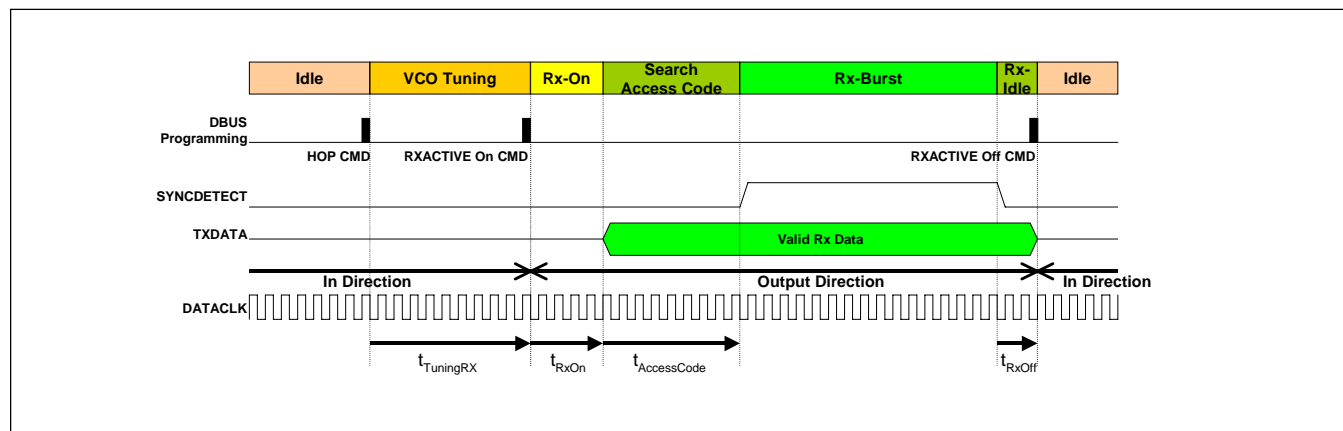 Idle
VCO Tuning
Rx-On
Search
Access Code
Rx-Burst
Rx-
Idle
Idle
DBUS
Programming
HOP CMD
RXACTIVE On CMD
RXACTIVE Off CMD
SYNCDETECT
TXDATA
Valid Rx Data
In Direction
Output Direction
In Direction
DATACLK
tTuningRX
tRxOn
tAccessCode
tRxOff